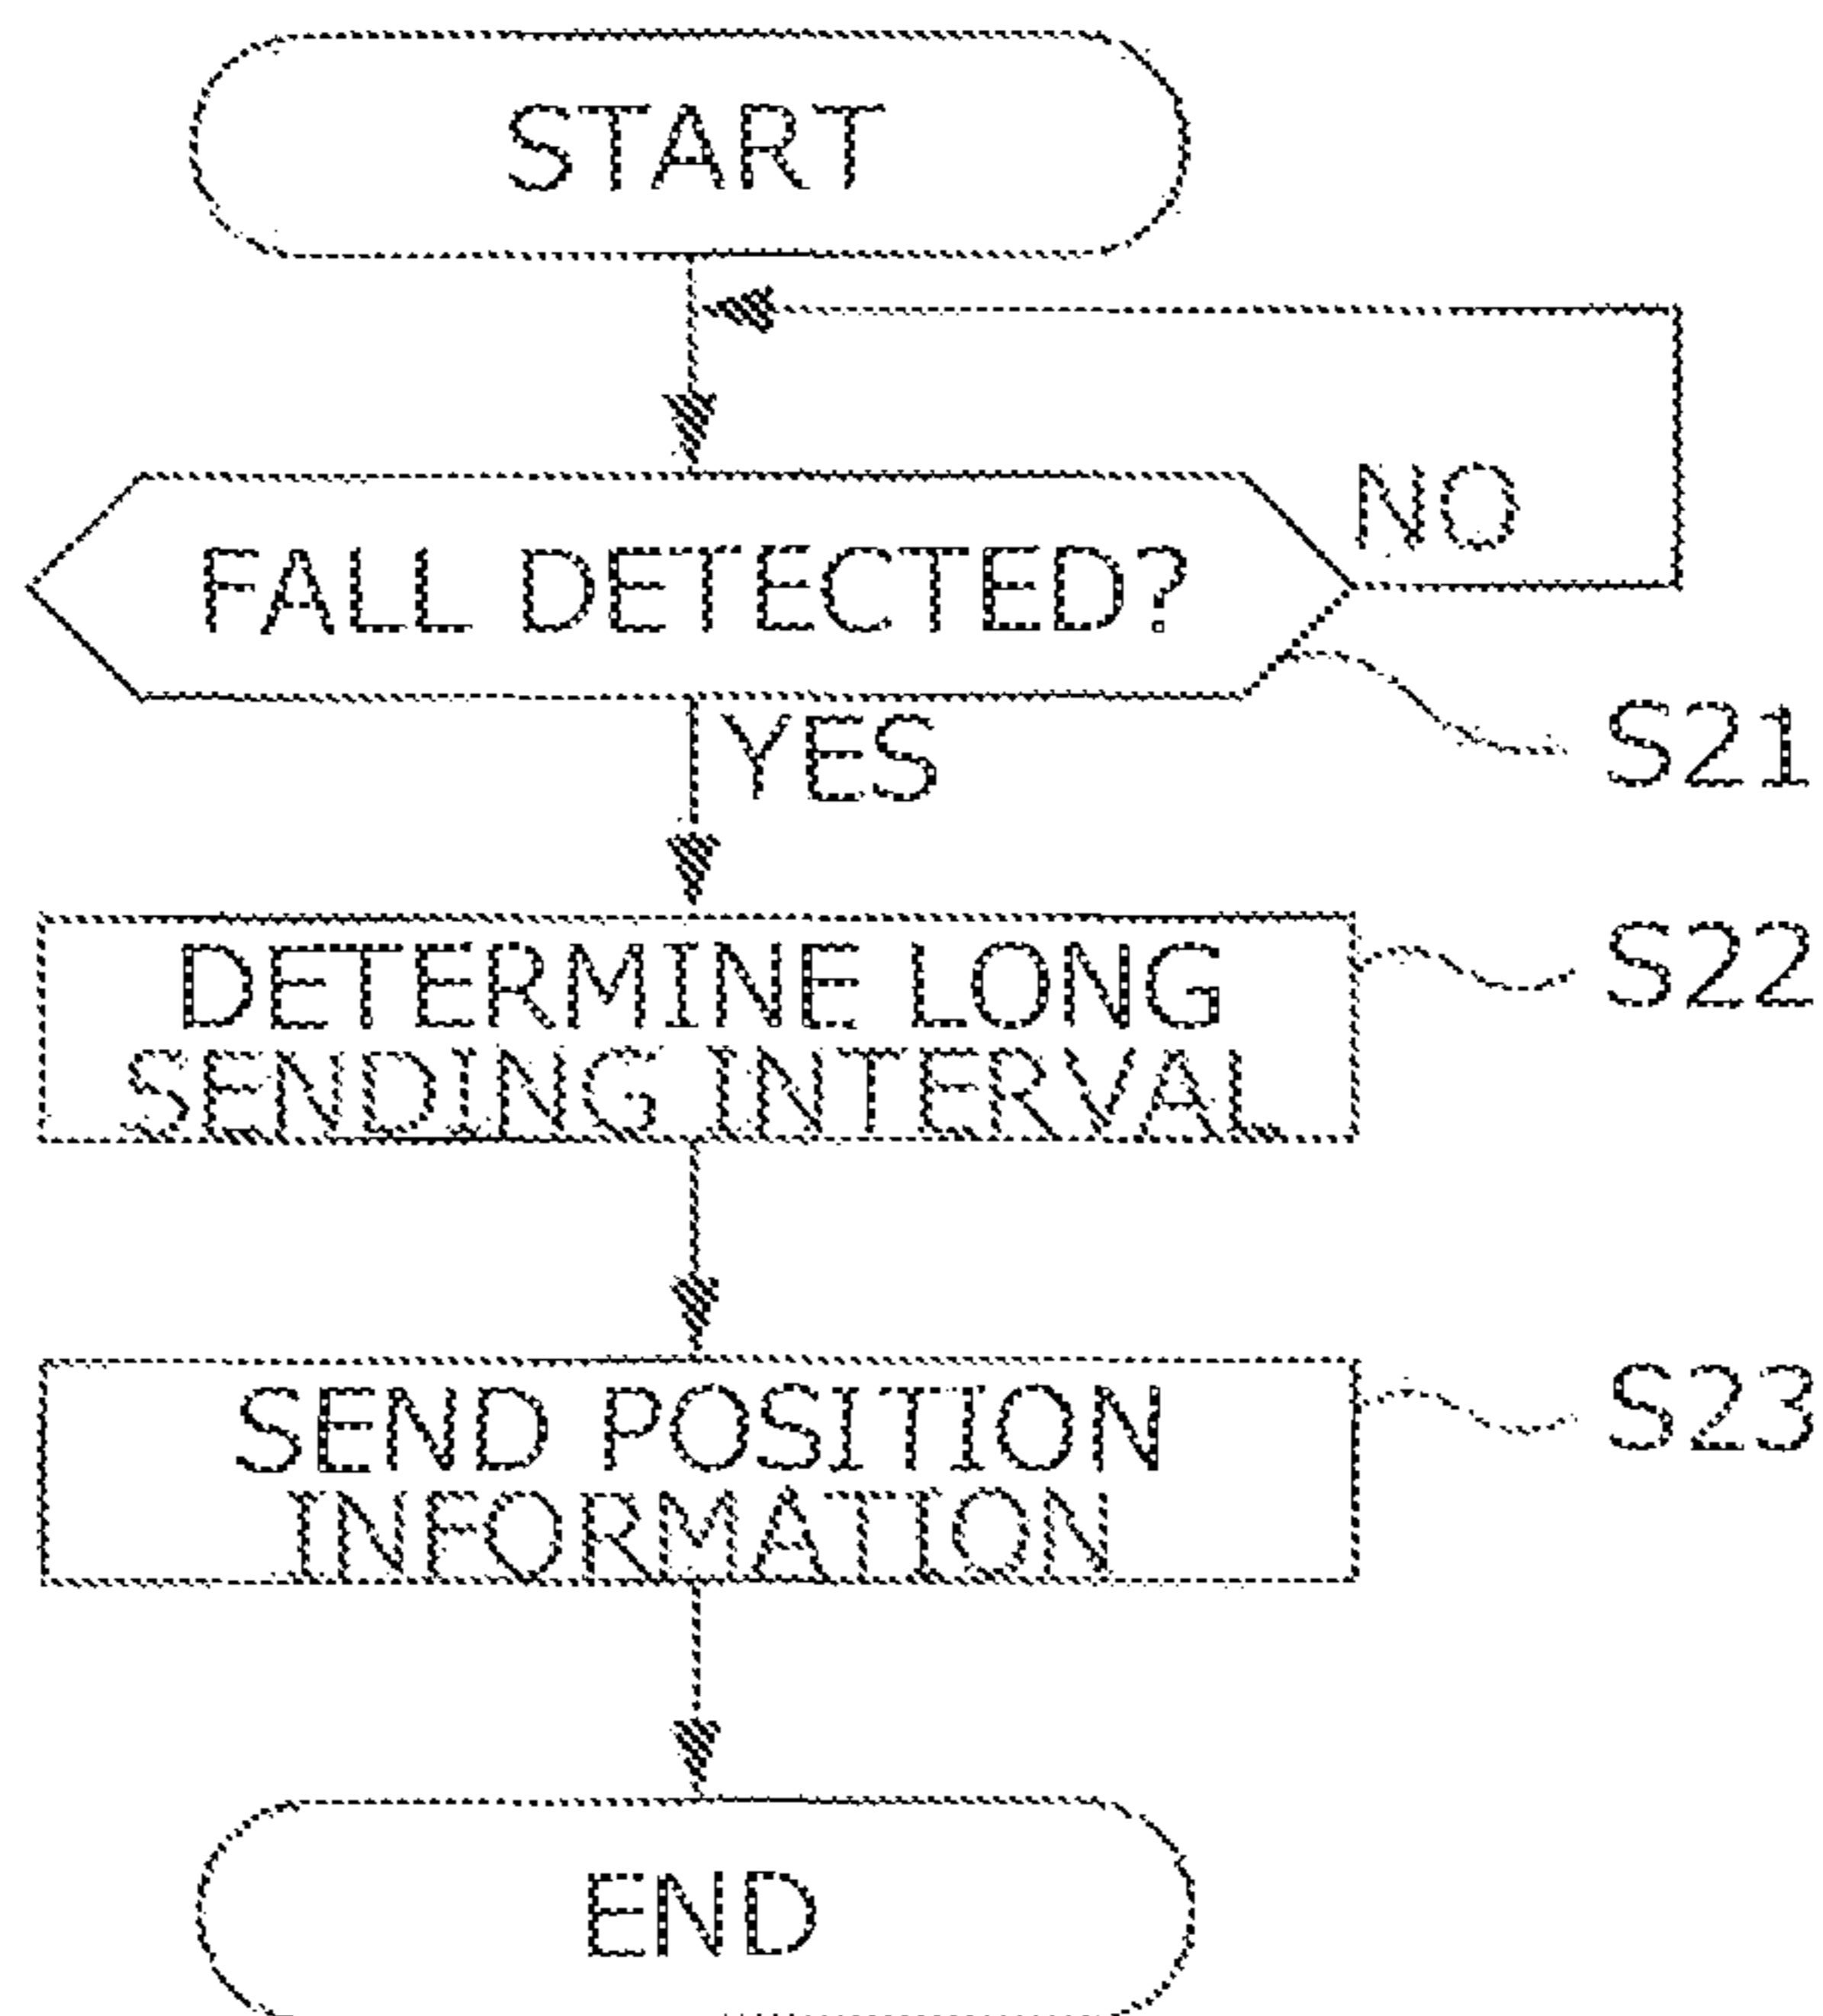 START
NO
FALL DETECTED?
S21
YES
DETERMINE LONG
SENDING INTERVAL
S22
SEND POSITION
INFORMATION
S23
END